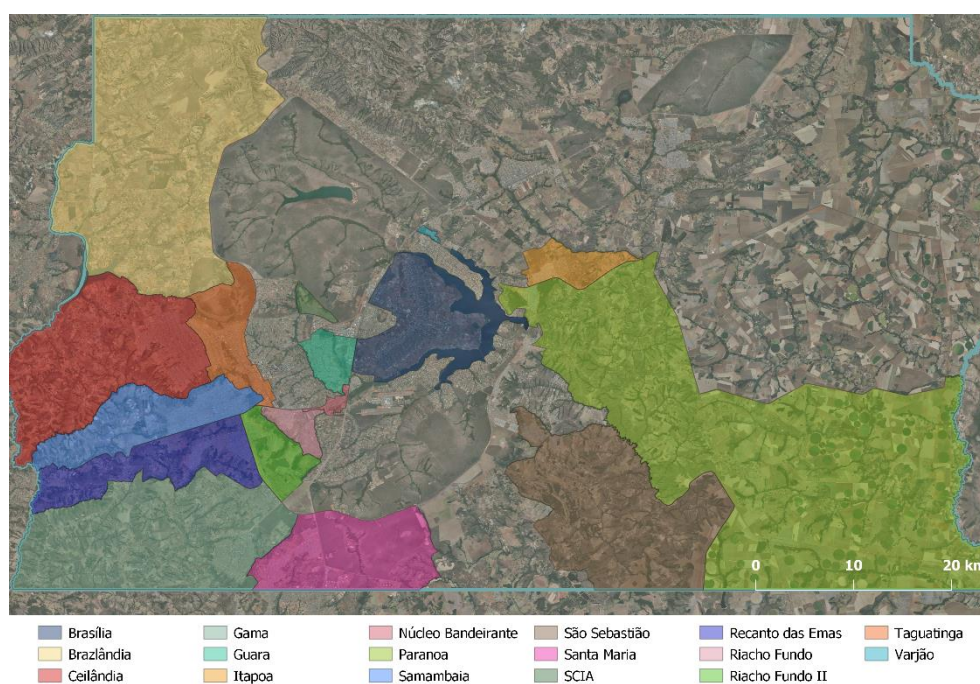 0 10 20 km
Brasília Gama Núcleo Bandeirante São Sebastião Recanto das Emas Taguatinga
Brazlândia Guara Paranoa Santa Maria Riacho Fundo Varjão
Ceilândia Itapoa Samambaia SCIA Riacho Fundo II